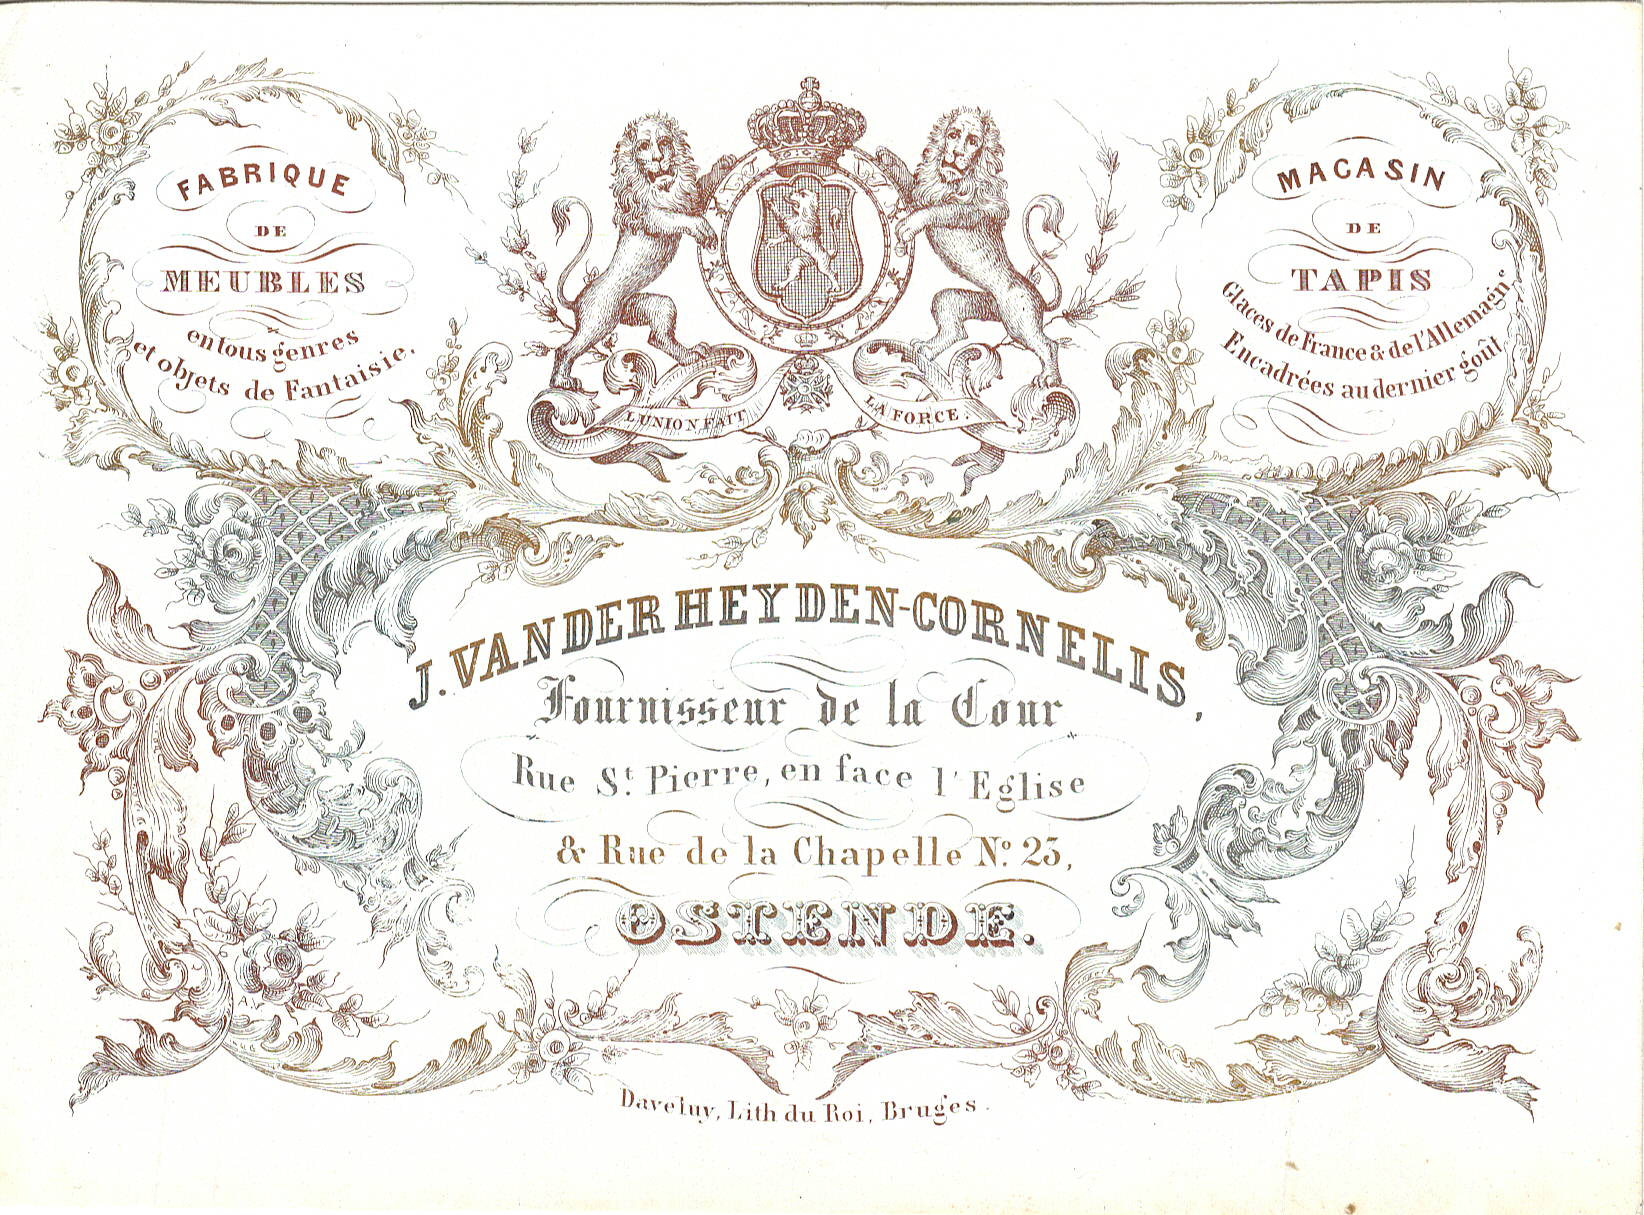 FABRIQUE
DE
MEUBLES
en tous genres
et objets de Fantaisie.
L'UNION FAIT LA FORCE.
MAGASIN
DE
TAPIS
Glaces de France & de l'Allemagne
Encadrées au dernier goût
J. VANDERHEYDEN-CORNELIS,
Fournisseur de la Cour
Rue St. Pierre, en face l'Eglise
& Rue de la Chapelle No. 23,
OSTENDE.
A.V
Daveluy, Lith du Roi, Bruges.